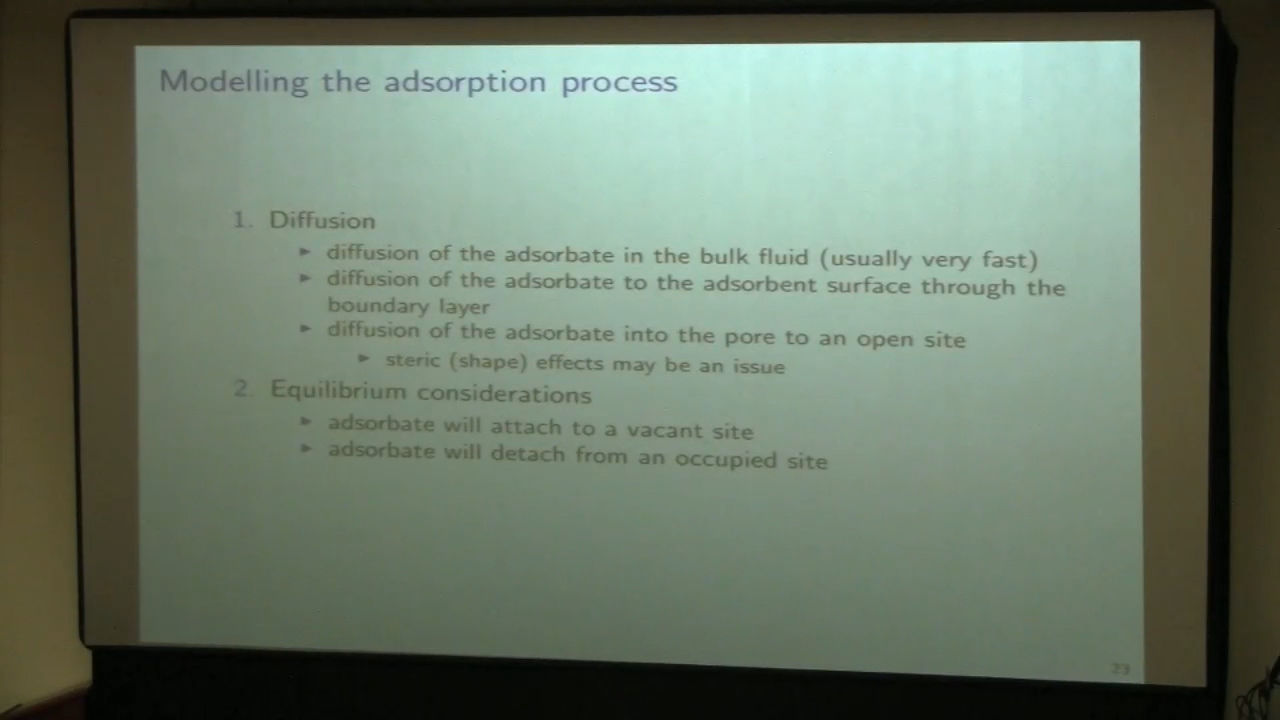 Modelling the adsorption process
1. Diffusion
▶ diffusion of the adsorbate in the bulk fluid (usually very fast)
▶ diffusion of the adsorbate to the adsorbent surface through the
boundary layer
▶ diffusion of the adsorbate into the pore to an open site
▶ steric (shape) effects may be an issue
2. Equilibrium considerations
▶ adsorbate will attach to a vacant site
▶ adsorbate will detach from an occupied site
23